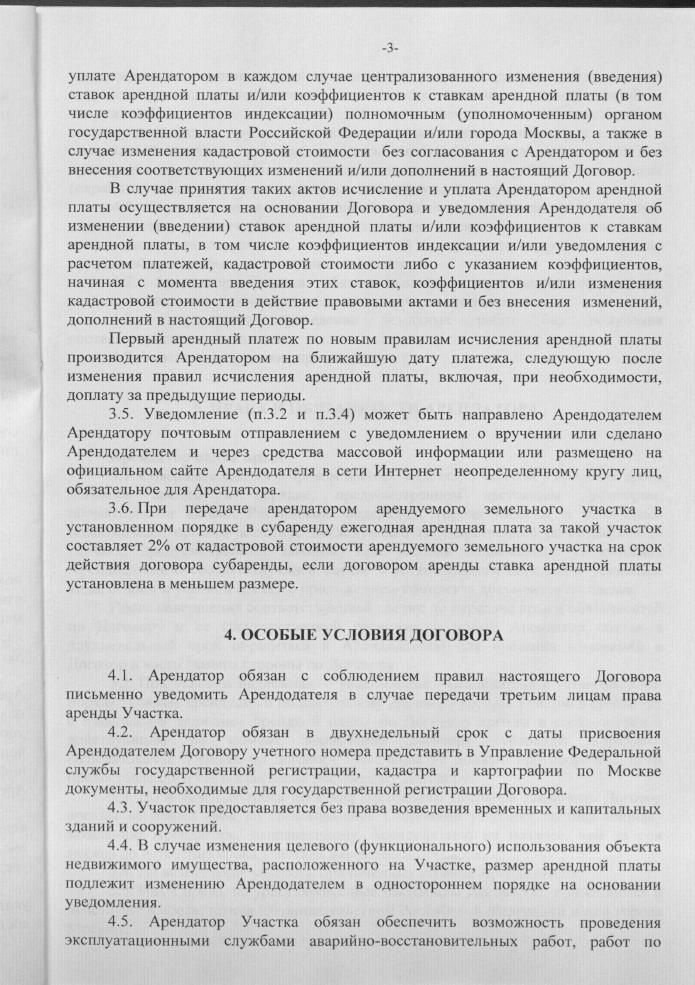 -3-
уплате Арендатором в каждом случае централизованного изменения (введения)
ставок арендной платы и/или коэффициентов к ставкам арендной платы (в том
числе коэффициентов индексации) полномочным (уполномоченным) органом
государственной власти Российской Федерации и/или города Москвы, а также в
случае изменения кадастровой стоимости без согласования с Арендатором и без
внесения соответствующих изменений и/или дополнений в настоящий Договор.
В случае принятия таких актов исчисление и уплата Арендатором арендной
платы осуществляется на основании Договора и уведомления Арендодателя об
изменении (введении) ставок арендной платы и/или коэффициентов к ставкам
арендной платы, в том числе коэффициентов индексации и/или уведомления с
расчетом платежей, кадастровой стоимости либо с указанием коэффициентов,
начиная с момента введения этих ставок, коэффициентов и/или изменения
кадастровой стоимости в действие правовыми актами и без внесения изменений,
дополнений в настоящий Договор.
Первый арендный платеж по новым правилам исчисления арендной платы
производится Арендатором на ближайшую дату платежа, следующую после
изменения правил исчисления арендной платы, включая, при необходимости,
доплату за предыдущие периоды.
3.5. Уведомление (п.3.2 и п.3.4) может быть направлено Арендодателем
Арендатору почтовым отправлением с уведомлением о вручении или сделано
Арендодателем и через средства массовой информации или размещено на
официальном сайте Арендодателя в сети Интернет неопределенному кругу лиц,
обязательное для Арендатора.
3.6. При передаче арендатором арендуемого земельного участка в
установленном порядке в субаренду ежегодная арендная плата за такой участок
составляет 2% от кадастровой стоимости арендуемого земельного участка на срок
действия договора субаренды, если договором аренды ставка арендной платы
установлена в меньшем размере.
4. ОСОБЫЕ УСЛОВИЯ ДОГОВОРА
4.1. Арендатор обязан с соблюдением правил настоящего Договора
письменно уведомить Арендодателя в случае передачи третьим лицам права
аренды Участка.
4.2. Арендатор обязан в двухнедельный срок с даты присвоения
Арендодателем Договору учетного номера представить в Управление Федеральной
службы государственной регистрации, кадастра и картографии по Москве
документы, необходимые для государственной регистрации Договора.
4.3. Участок предоставляется без права возведения временных и капитальных
зданий и сооружений.
4.4. В случае изменения целевого (функционального) использования объекта
недвижимого имущества, расположенного на Участке, размер арендной платы
подлежит изменению Арендодателем в одностороннем порядке на основании
уведомления.
4.5. Арендатор Участка обязан обеспечить возможность проведения
эксплуатационными службами аварийно-восстановительных работ, работ по